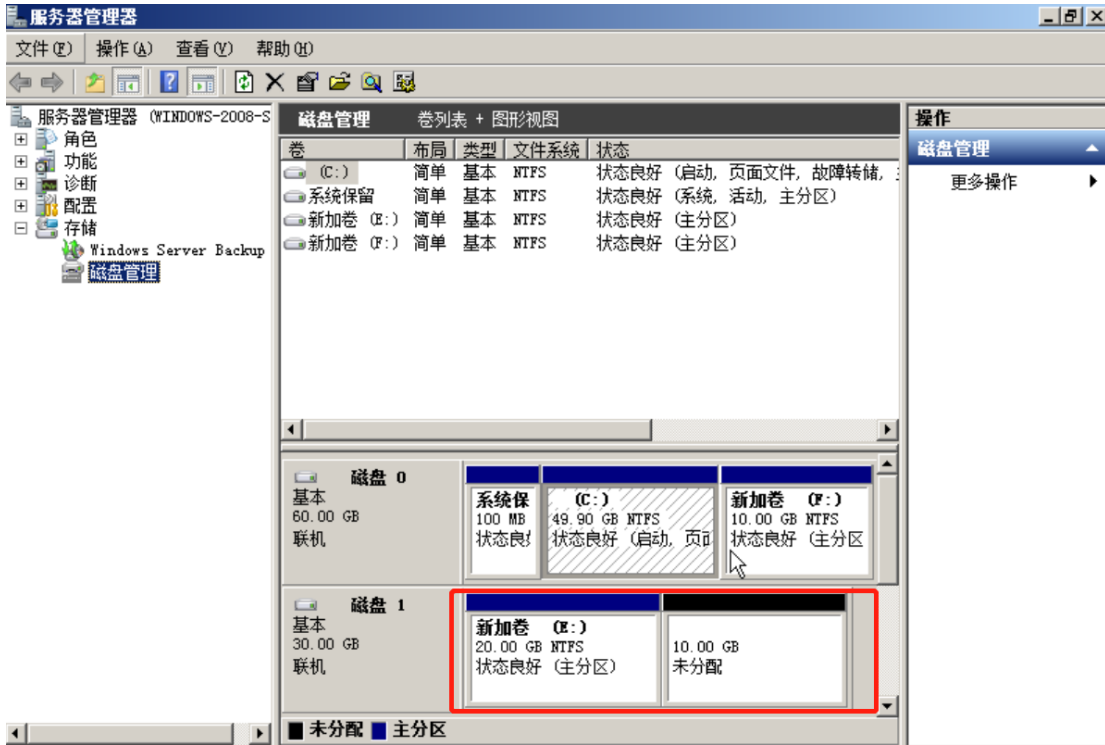 服务器管理器
文件(F) 操作(A) 查看(V) 帮助(H)
服务器管理器 (WINDOWS-2008-S
角色
功能
诊断
配置
存储
Windows Server Backup
磁盘管理
磁盘管理 卷列表 + 图形视图
卷 布局 类型 文件系统 状态
(C:) 简单 基本 NTFS 状态良好 (启动, 页面文件, 故障转储,
系统保留 简单 基本 NTFS 状态良好 (系统, 活动, 主分区)
新加卷 (E:) 简单 基本 NTFS 状态良好 (主分区)
新加卷 (F:) 简单 基本 NTFS 状态良好 (主分区)
磁盘 0
基本
60.00 GB
联机
系统保
100 MB
状态良
(C:)
49.90 GB NTFS
状态良好 (启动, 页
新加卷 (F:)
10.00 GB NTFS
状态良好 (主分区
磁盘 1
基本
30.00 GB
联机
新加卷 (E:)
20.00 GB NTFS
状态良好 (主分区)
10.00 GB
未分配
未分配 主分区
操作
磁盘管理
更多操作